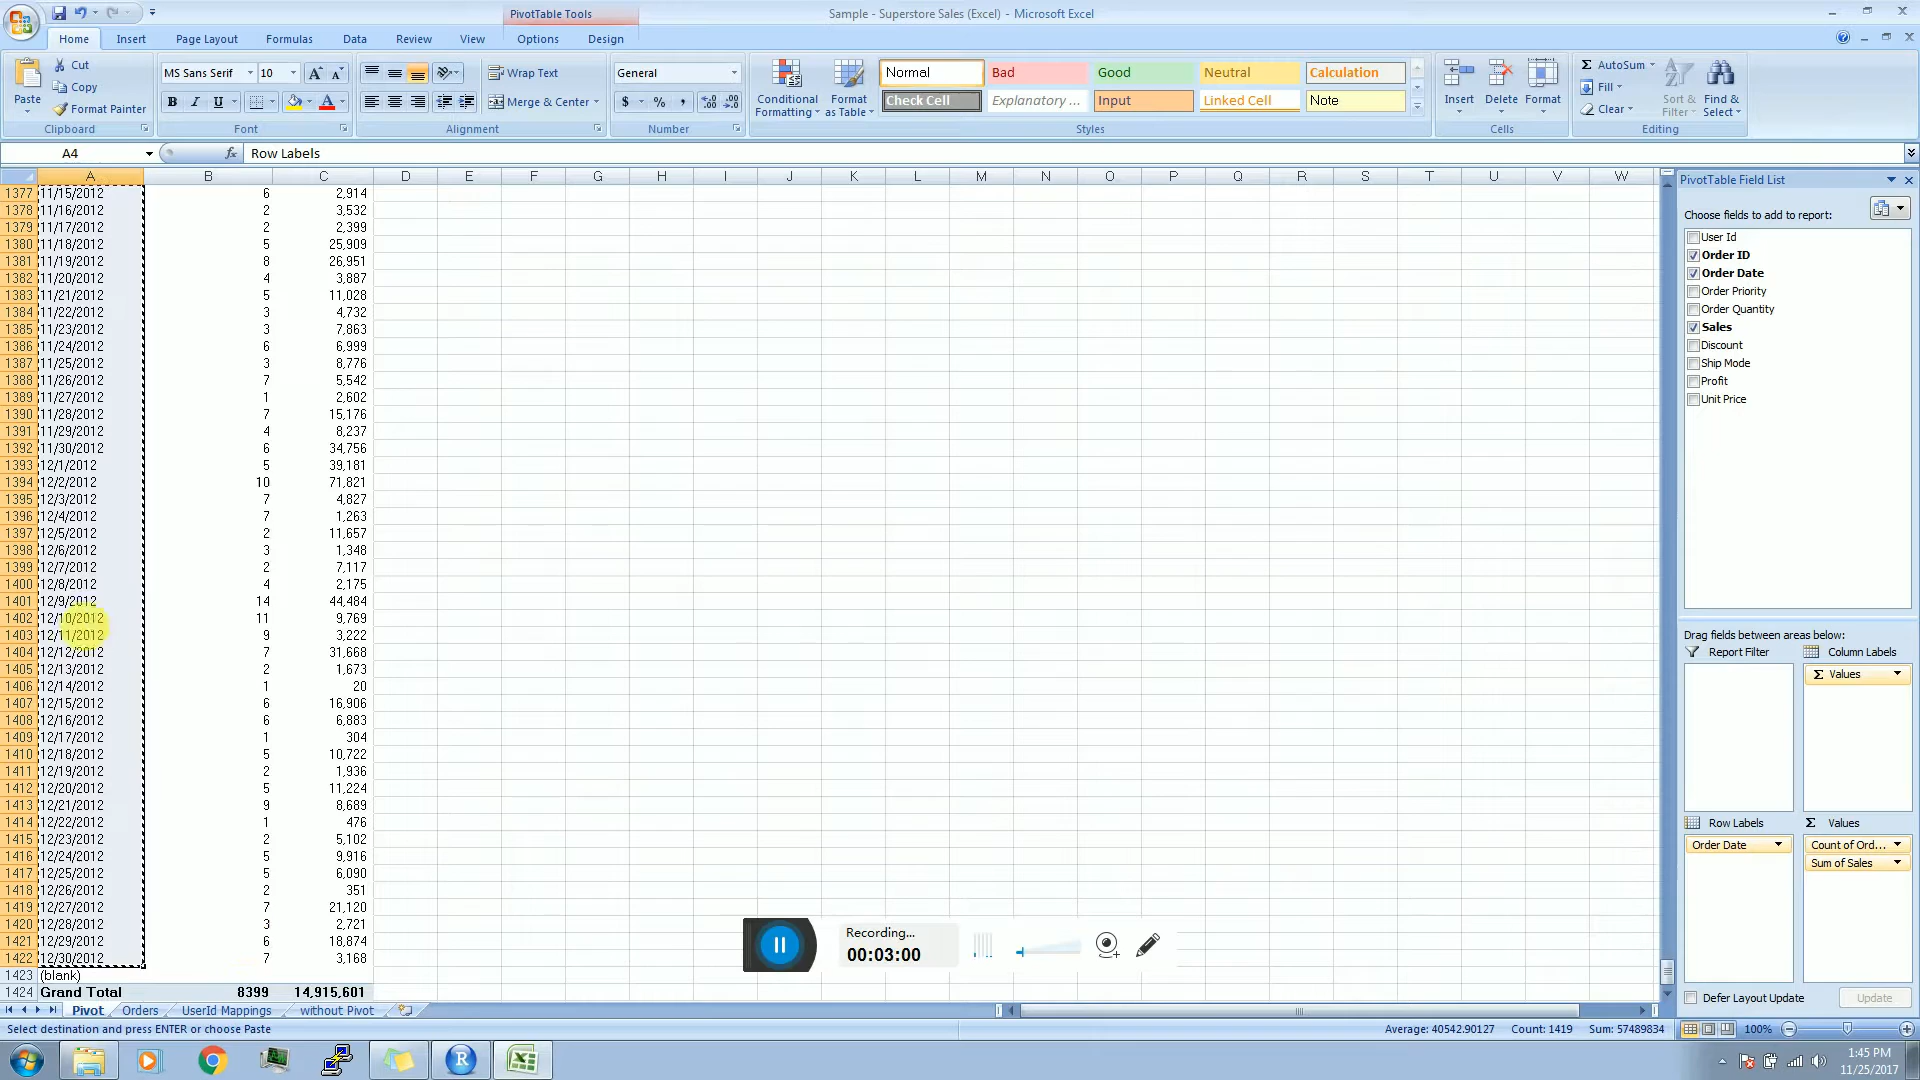 PivotTable Tools
Sample - Superstore Sales (Excel) - Microsoft Excel
Home Insert Page Layout Formulas Data Review View Options Design
Paste
Cut
Copy
Format Painter
Clipboard
MS Sans Serif 10
B I U
Font
Wrap Text
Merge & Center
Alignment
General
$ % ,
Number
Conditional Formatting
Format as Table
Normal Bad Good Neutral Calculation
Check Cell Explanatory ... Input Linked Cell Note
Styles
Insert Delete Format
Cells
Σ AutoSum
Fill
Clear
Sort & Filter
Find & Select
Editing
A4 fx Row Labels
A B C D E F G H I J K L M N O P Q R S T U V W
1377 11/15/2012 6 2,914
1378 11/16/2012 2 3,532
1379 11/17/2012 2 2,399
1380 11/18/2012 5 25,909
1381 11/19/2012 8 26,951
1382 11/20/2012 4 3,887
1383 11/21/2012 5 11,028
1384 11/22/2012 3 4,732
1385 11/23/2012 3 7,863
1386 11/24/2012 6 6,999
1387 11/25/2012 3 8,776
1388 11/26/2012 7 5,542
1389 11/27/2012 1 2,602
1390 11/28/2012 7 15,176
1391 11/29/2012 4 8,237
1392 11/30/2012 6 34,756
1393 12/1/2012 5 39,181
1394 12/2/2012 10 71,821
1395 12/3/2012 7 4,827
1396 12/4/2012 7 1,263
1397 12/5/2012 2 11,657
1398 12/6/2012 3 1,348
1399 12/7/2012 2 7,117
1400 12/8/2012 4 2,175
1401 12/9/2012 14 44,484
1402 12/10/2012 11 9,769
1403 12/11/2012 9 3,222
1404 12/12/2012 7 31,668
1405 12/13/2012 2 1,673
1406 12/14/2012 1 20
1407 12/15/2012 6 16,906
1408 12/16/2012 6 6,883
1409 12/17/2012 1 304
1410 12/18/2012 5 10,722
1411 12/19/2012 2 1,936
1412 12/20/2012 5 11,224
1413 12/21/2012 9 8,689
1414 12/22/2012 1 476
1415 12/23/2012 2 5,102
1416 12/24/2012 5 9,916
1417 12/25/2012 5 6,090
1418 12/26/2012 2 351
1419 12/27/2012 7 21,120
1420 12/28/2012 3 2,721
1421 12/29/2012 6 18,874
1422 12/30/2012 7 3,168
1423 (blank)
1424 Grand Total 8399 14,915,601
PivotTable Field List
Choose fields to add to report:
User Id
Order ID
Order Date
Order Priority
Order Quantity
Sales
Discount
Ship Mode
Profit
Unit Price
Drag fields between areas below:
Report Filter
Column Labels
Σ Values
Row Labels
Σ Values
Order Date
Count of Ord...
Sum of Sales
Defer Layout Update
Update
Recording...
00:03:00
Pivot Orders UserId Mappings without Pivot
Select destination and press ENTER or choose Paste
Average: 40542.90127 Count: 1419 Sum: 57489834
100%
R
1:45 PM
11/25/2017